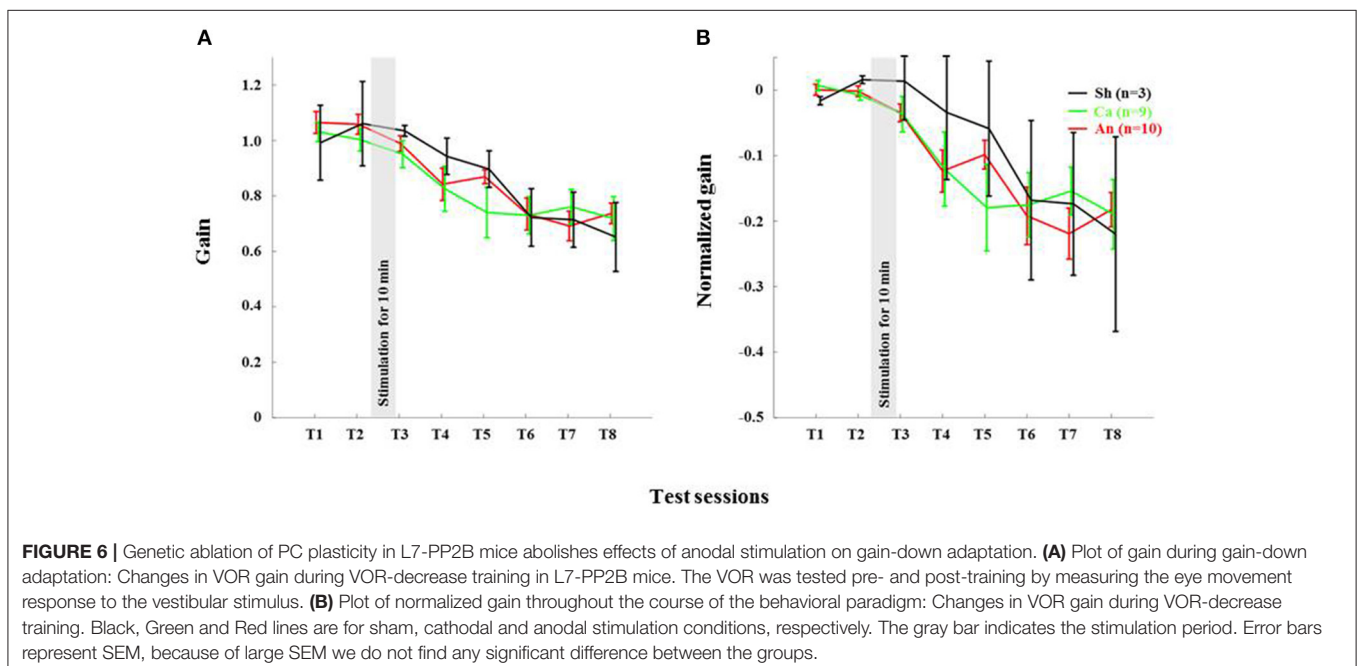 A
B
Gain
1.2
1.0
0.8
0.6
0.4
0.2
0
Stimulation for 10 min
T1 T2 T3 T4 T5 T6 T7 T8
Normalized gain
0
-0.1
-0.2
-0.3
-0.4
-0.5
Stimulation for 10 min
Sh (n=3)
Ca (n=9)
An (n=10)
T1 T2 T3 T4 T5 T6 T7 T8
Test sessions
FIGURE 6 | Genetic ablation of PC plasticity in L7-PP2B mice abolishes effects of anodal stimulation on gain-down adaptation. (A) Plot of gain during gain-down
adaptation: Changes in VOR gain during VOR-decrease training in L7-PP2B mice. The VOR was tested pre- and post-training by measuring the eye movement
response to the vestibular stimulus. (B) Plot of normalized gain throughout the course of the behavioral paradigm: Changes in VOR gain during VOR-decrease
training. Black, Green and Red lines are for sham, cathodal and anodal stimulation conditions, respectively. The gray bar indicates the stimulation period. Error bars
represent SEM, because of large SEM we do not find any significant difference between the groups.